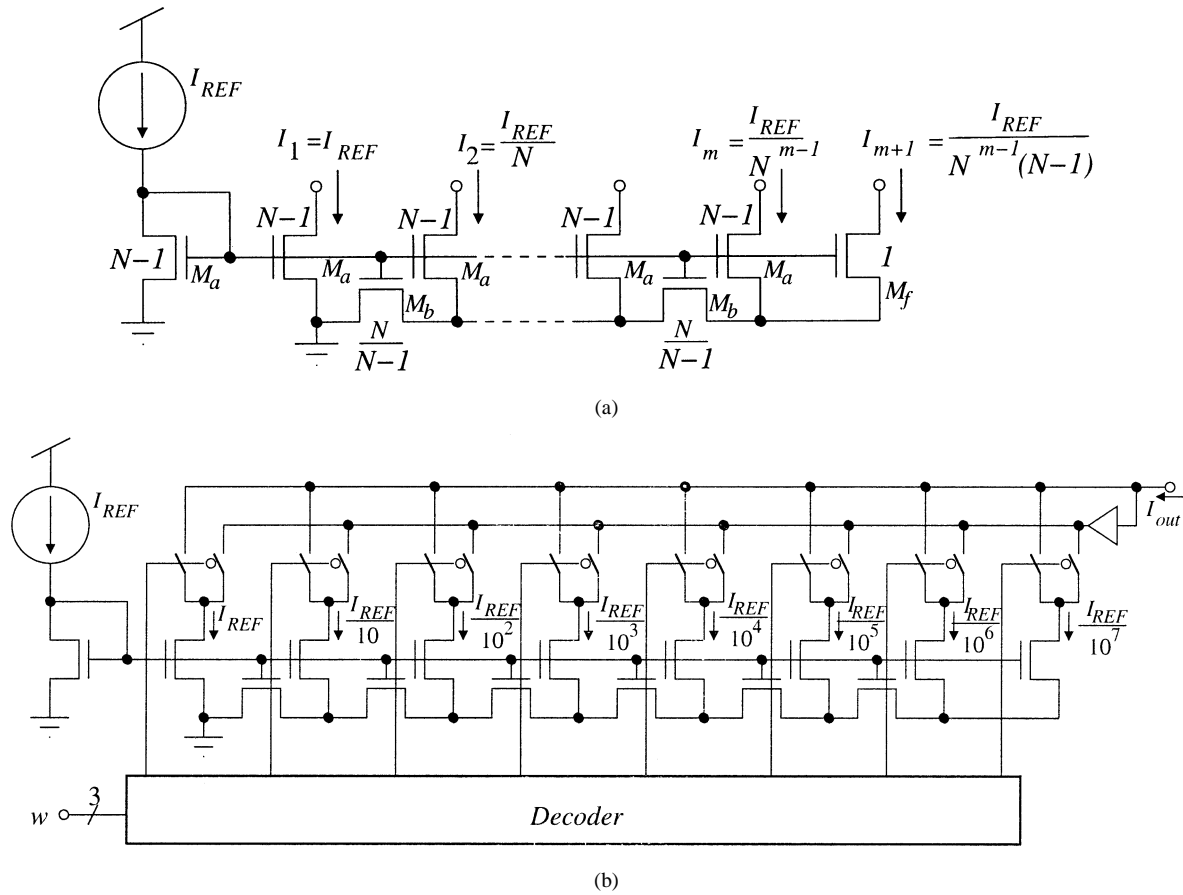 I_REF
I_1 = I_REF
I_2 = I_REF / N
I_m = I_REF / N^{m-1}
I_{m+1} = I_REF / N^{m-1}(N-1)
N-1
N-1
N-1
N-1
N-1
1
M_a
M_a
M_a
M_a
M_a
M_b
M_b
M_f
N / N-1
N / N-1
(a)
I_REF
I_out
I_REF
I_REF / 10
I_REF / 10^2
I_REF / 10^3
I_REF / 10^4
I_REF / 10^5
I_REF / 10^6
I_REF / 10^7
w
3
Decoder
(b)